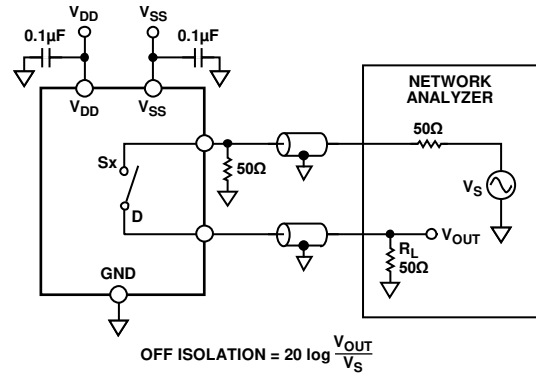 VDD
VSS
0.1µF
0.1µF
VDD
VSS
NETWORK
ANALYZER
50Ω
Sx
50Ω
VS
D
VOUT
RL
50Ω
GND
OFF ISOLATION = 20 log VOUT
VS